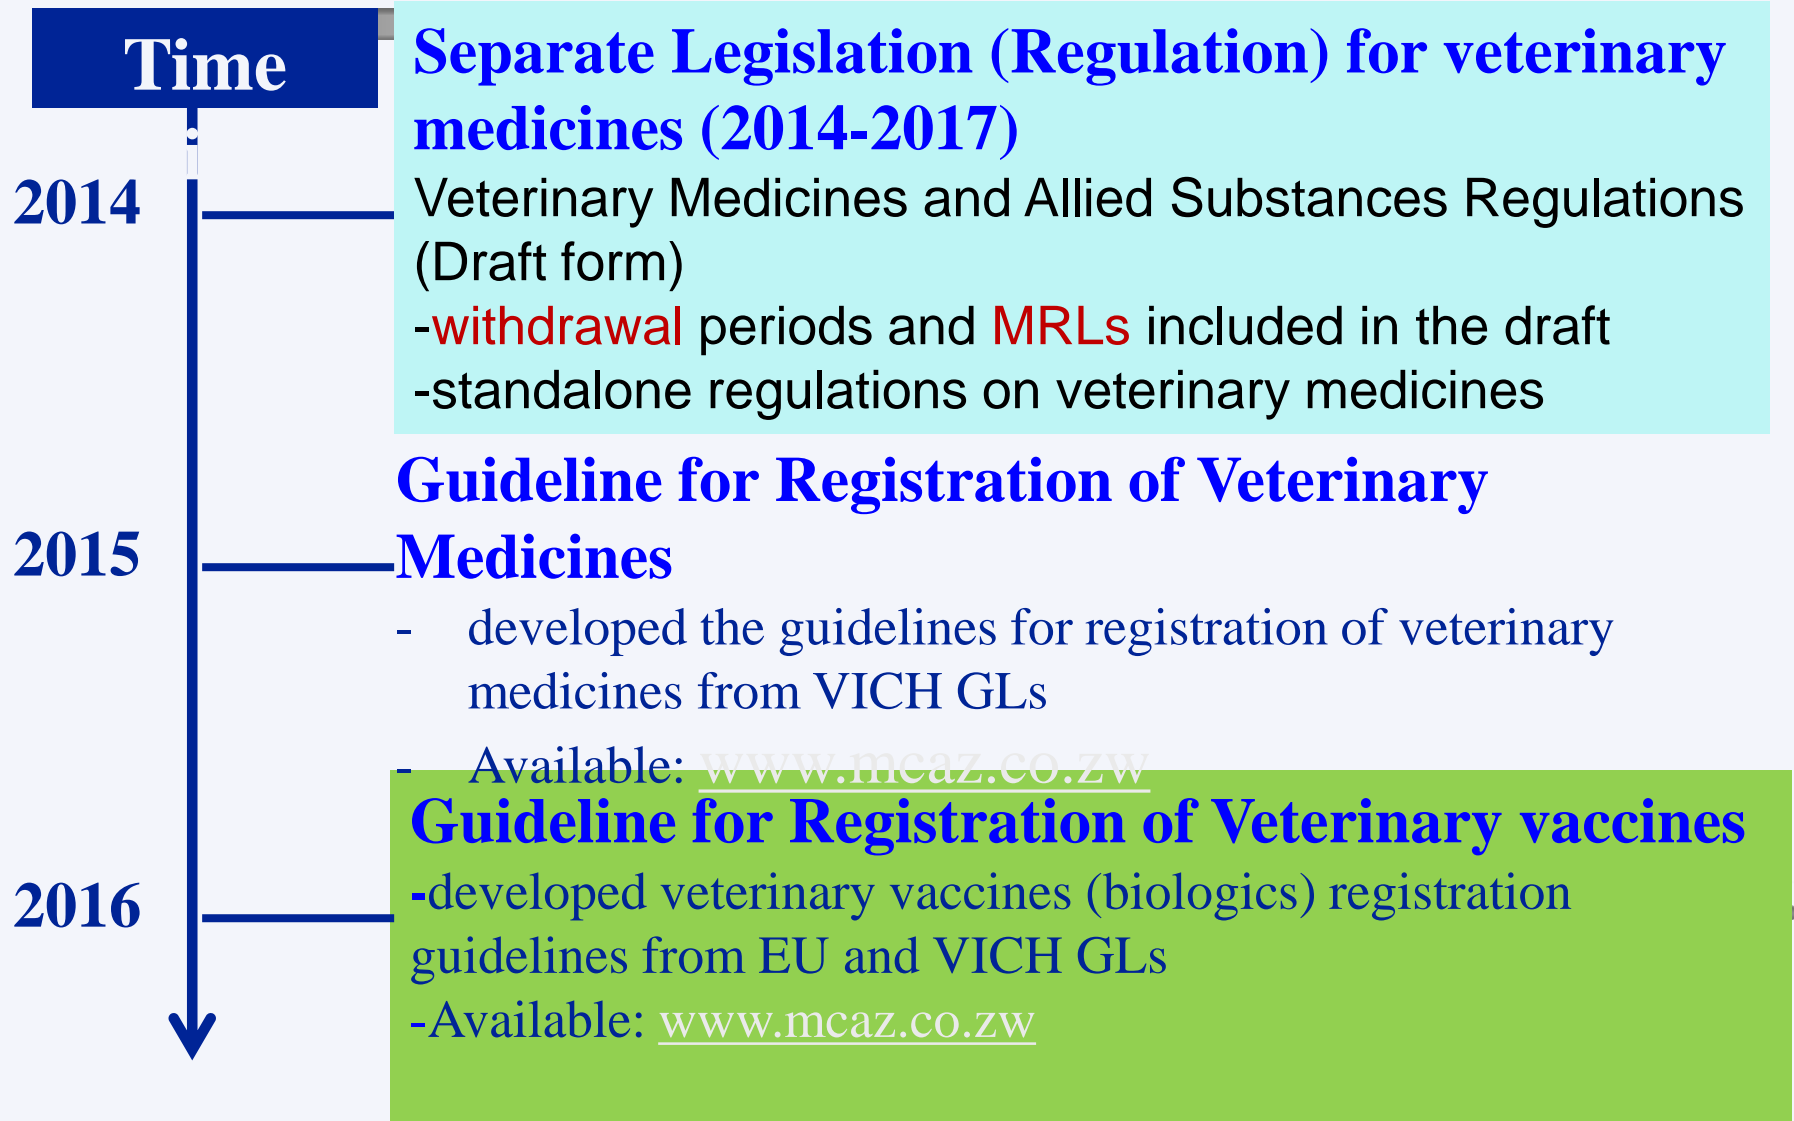 Time
Separate Legislation (Regulation) for veterinary
medicines (2014-2017)
2014
Veterinary Medicines and Allied Substances Regulations
(Draft form)
-withdrawal periods and MRLs included in the draft
-standalone regulations on veterinary medicines
Guideline for Registration of Veterinary
2015
Medicines
- developed the guidelines for registration of veterinary
medicines from VICH GLs
- Available: www.mcaz.co.zw
Guideline for Registration of Veterinary vaccines
2016
-developed veterinary vaccines (biologics) registration
guidelines from EU and VICH GLs
-Available: www.mcaz.co.zw